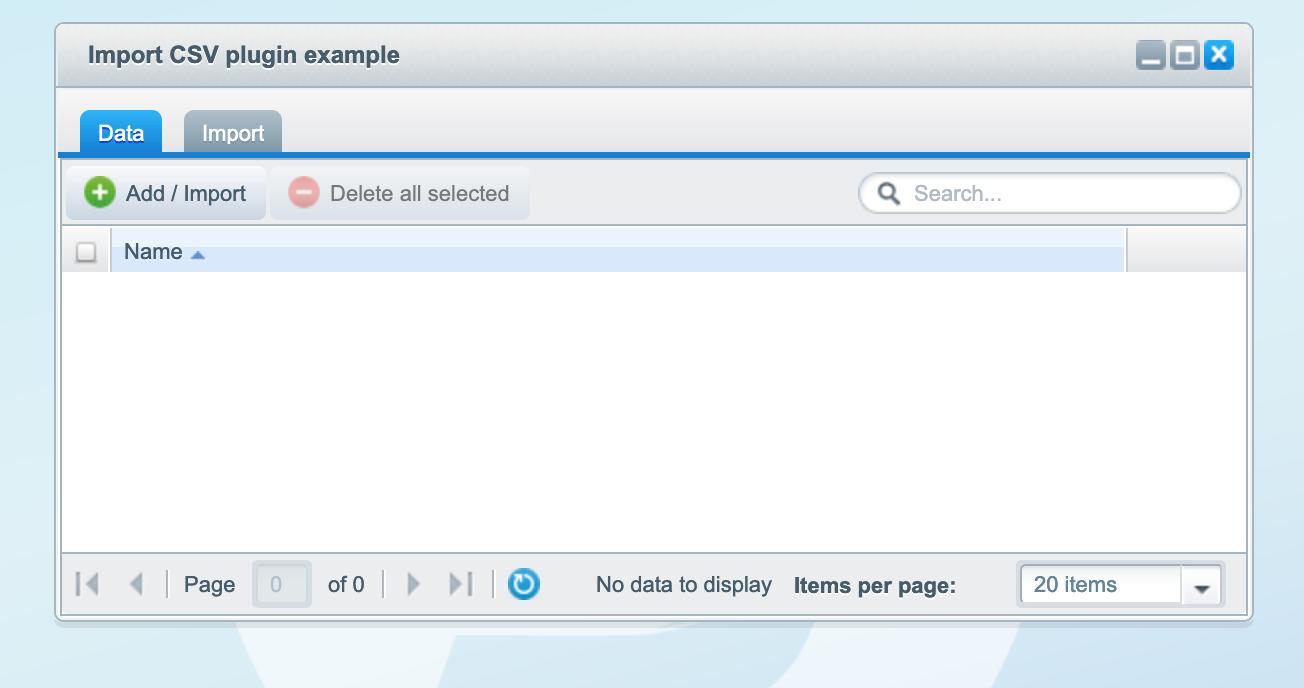 Import CSV plugin example
Data Import
Add / Import Delete all selected Search...
Name
Page 0 of 0 No data to display Items per page: 20 items